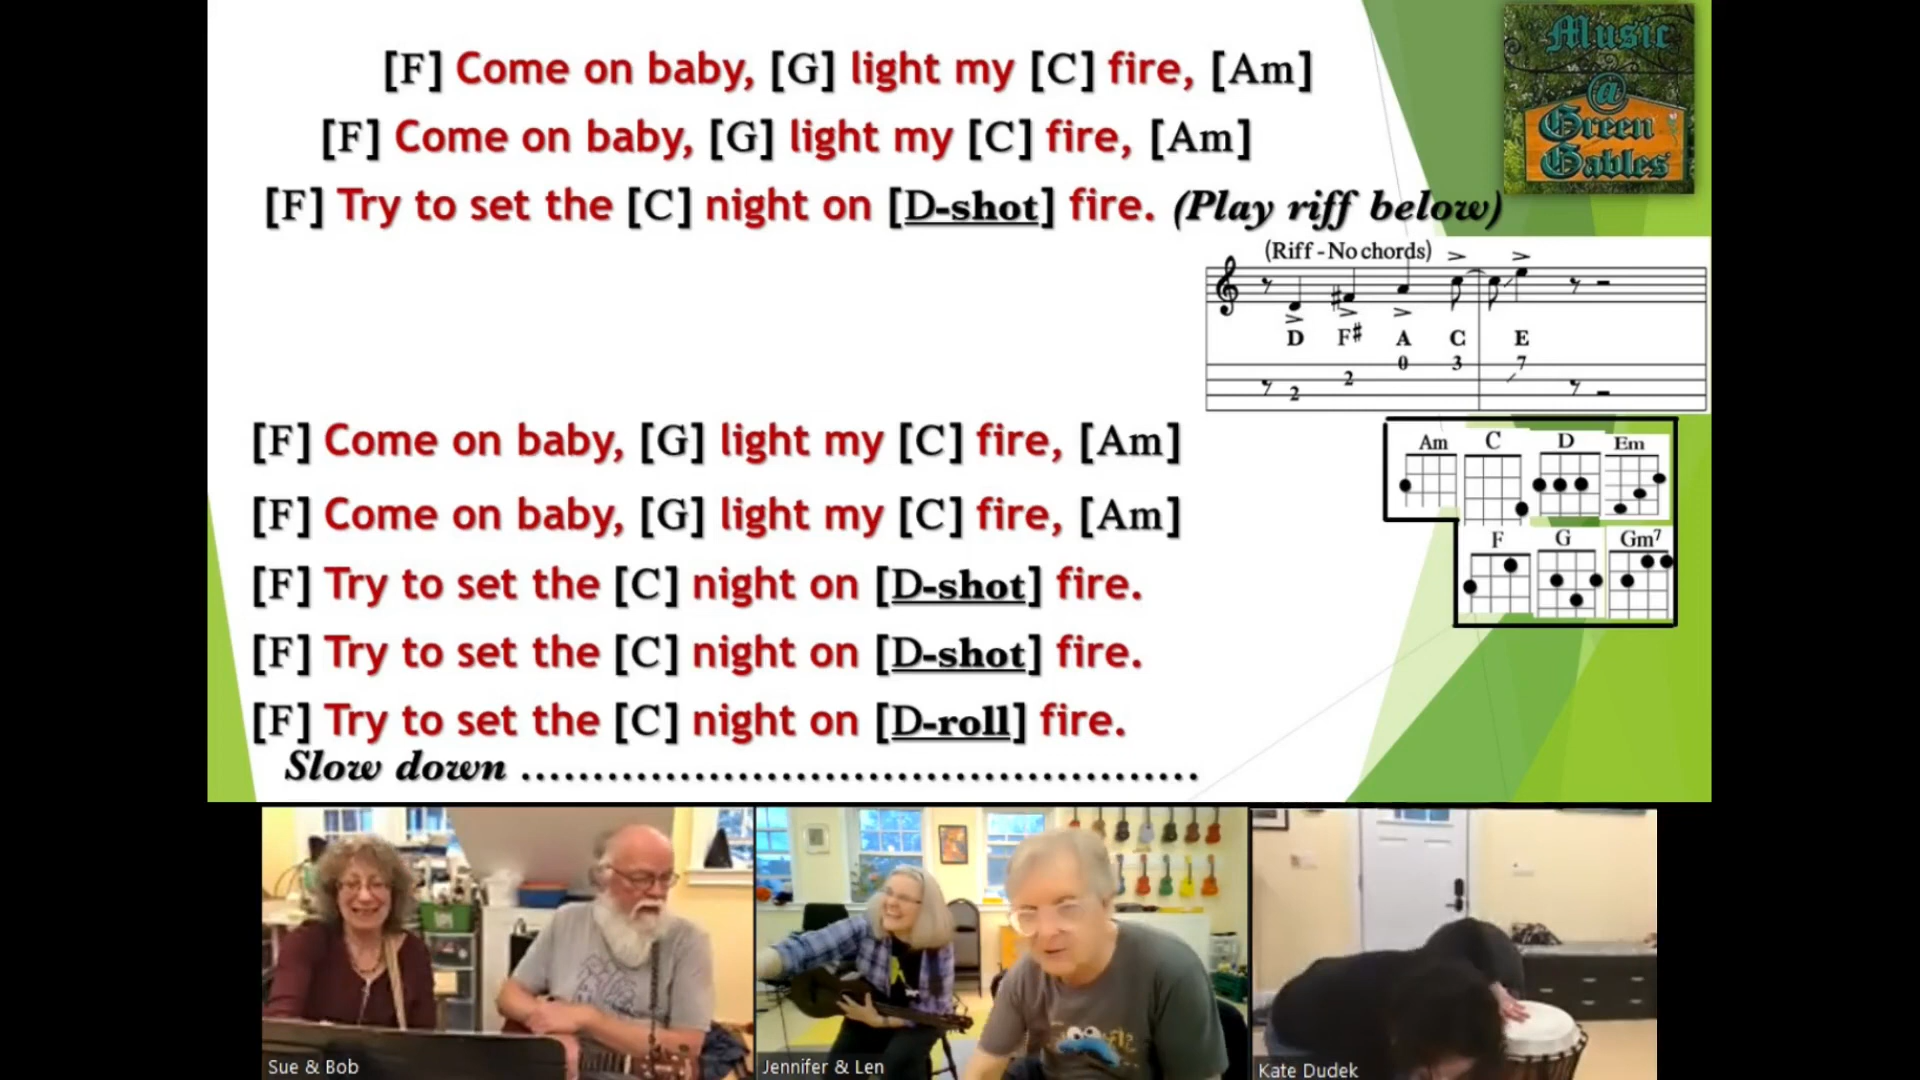 [F] Come on baby, [G] light my [C] fire, [Am]
[F] Come on baby, [G] light my [C] fire, [Am]
[F] Try to set the [C] night on [D-shot] fire. (Play riff below)
Music
@
Green
Gables
(Riff - No chords)
D F# A C E
0 3 7
2
2
[F] Come on baby, [G] light my [C] fire, [Am]
[F] Come on baby, [G] light my [C] fire, [Am]
[F] Try to set the [C] night on [D-shot] fire.
[F] Try to set the [C] night on [D-shot] fire.
[F] Try to set the [C] night on [D-roll] fire.
Slow down ...............................................
Am C D Em
F G Gm7
Sue & Bob
Jennifer & Len
Kate Dudek